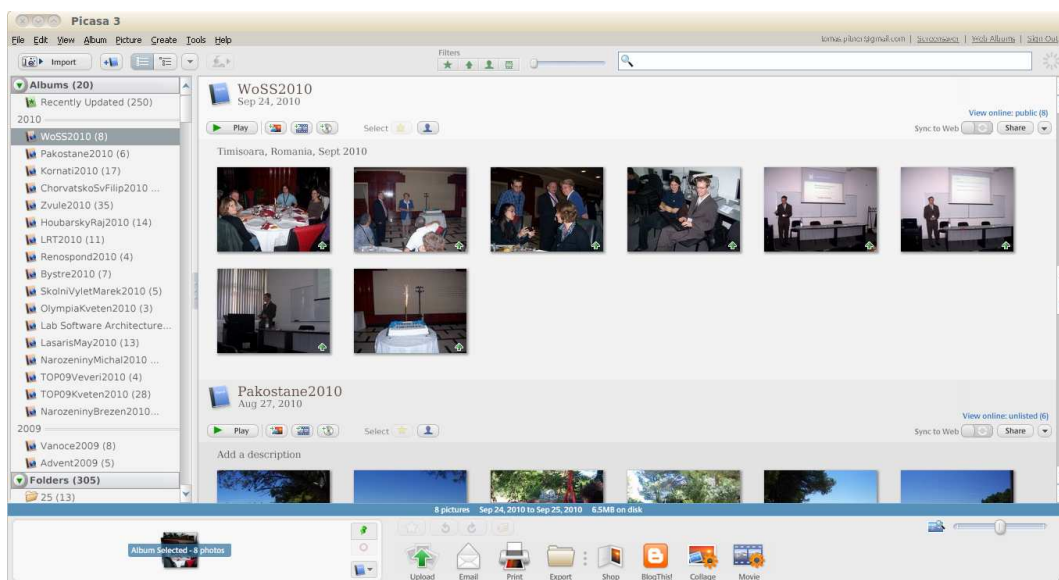 Picasa 3
File Edit View Album Picture Create Tools Help
Screensaver | Web Albums | Sign Out
Import
Filters
Albums (20)
Recently Updated (250)
2010
WoSS2010 (8)
Pakostane2010 (6)
Kornati2010 (17)
ChorvatskoSvFilip2010 ...
Zvule2010 (35)
HoubarskyRaj2010 (14)
LRT2010 (11)
Renospond2010 (4)
Bystre2010 (7)
SkolniVyletMarek2010 (5)
OlympiaKveten2010 (3)
Lab Software Architecture...
LasarisMay2010 (13)
NarozeninyMichal2010 ...
TOP09Veveri2010 (4)
TOP09Kveten2010 (28)
NarozeninyBrezen2010...
2009
Vanoce2009 (8)
Advent2009 (5)
Folders (305)
25 (13)
WoSS2010
Sep 24, 2010
View online: public (8)
Play Select Sync to Web Share
Timisoara, Romania, Sept 2010
Pakostane2010
Aug 27, 2010
View online: unlisted (6)
Play Select Sync to Web Share
Add a description
8 pictures Sep 24, 2010 to Sep 25, 2010 6.5MB on disk
Album Selected - 8 photos
Upload Email Print Export Shop BlogThis! Collage Movie